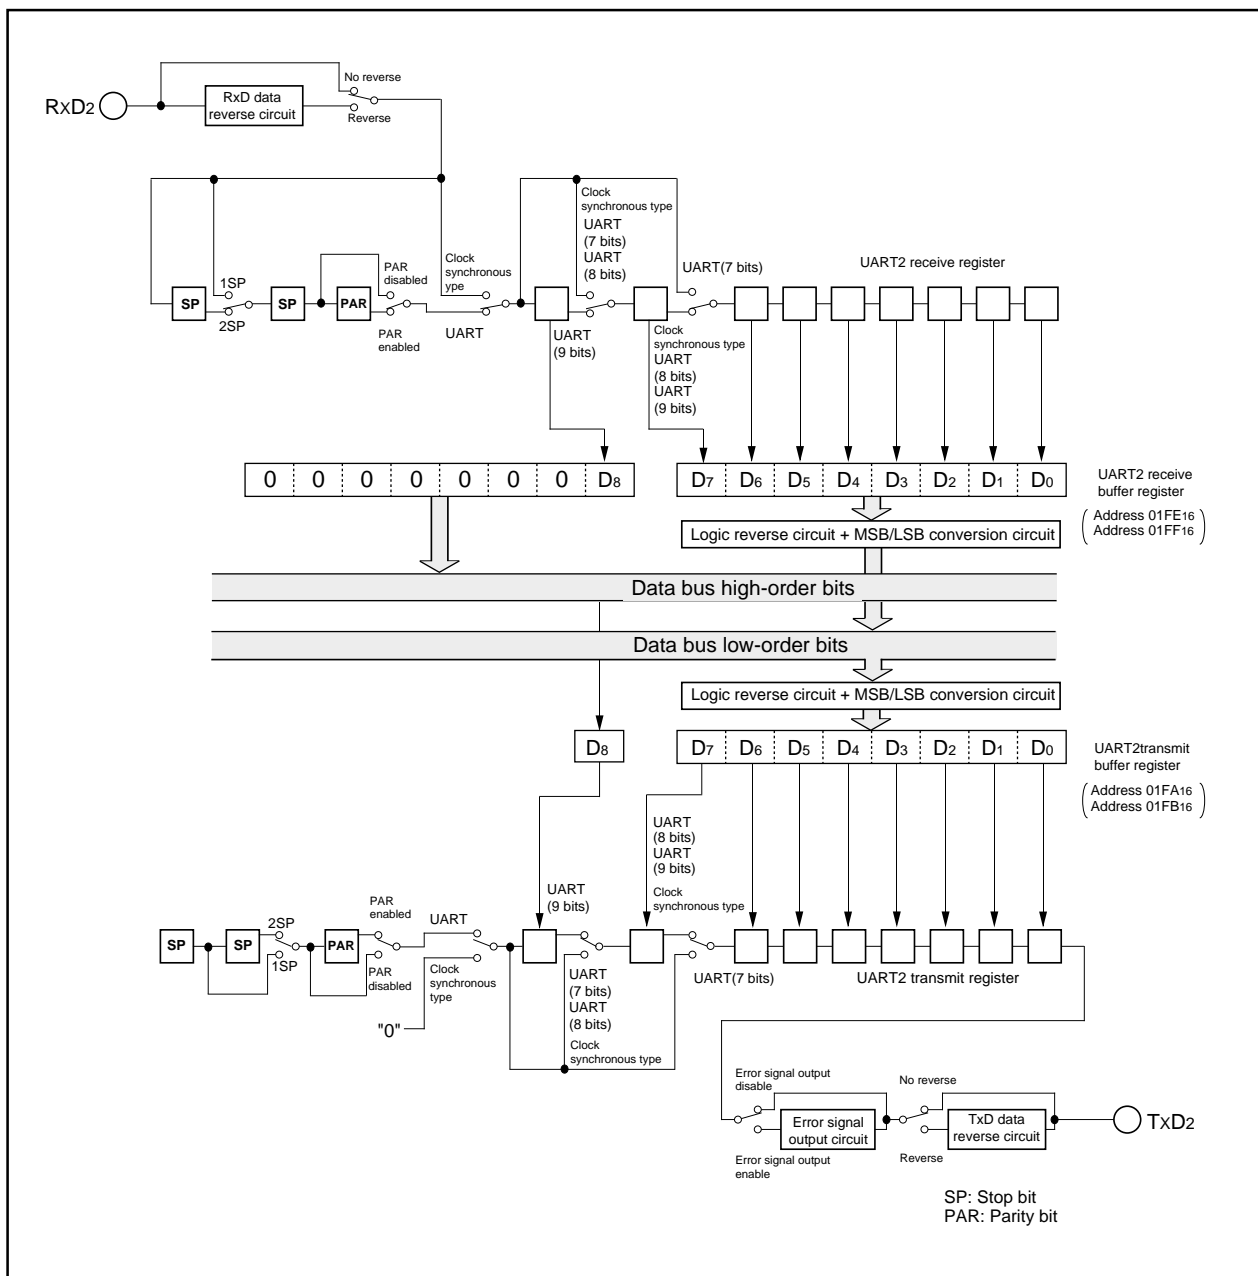 No reverse
RXD2
RxD data
reverse circuit
Reverse
Clock
synchronous type
UART
(7 bits)
UART
(8 bits)
PAR
disabled
Clock
synchronous
ype
UART(7 bits)
UART2 receive register
1SP
SP
SP
PAR
2SP
PAR
enabled
UART
UART
(9 bits)
Clock
synchronous type
UART
(8 bits)
UART
(9 bits)
0 0 0 0 0 0 0 D8
D7 D6 D5 D4 D3 D2 D1 D0
UART2 receive
buffer register
Address 01FE16
Address 01FF16
Logic reverse circuit + MSB/LSB conversion circuit
Data bus high-order bits
Data bus low-order bits
Logic reverse circuit + MSB/LSB conversion circuit
D8
D7 D6 D5 D4 D3 D2 D1 D0
UART2transmit
buffer register
Address 01FA16
Address 01FB16
UART
(8 bits)
UART
(9 bits)
Clock
synchronous type
UART
(9 bits)
PAR
enabled
2SP
UART
SP
SP
PAR
1SP
PAR
disabled
Clock
synchronous
type
"0"
UART
(7 bits)
UART
(8 bits)
Clock
synchronous type
UART(7 bits)
UART2 transmit register
Error signal output
disable
No reverse
Error signal
output circuit
TxD data
reverse circuit
TXD2
Error signal output
enable
Reverse
SP: Stop bit
PAR: Parity bit